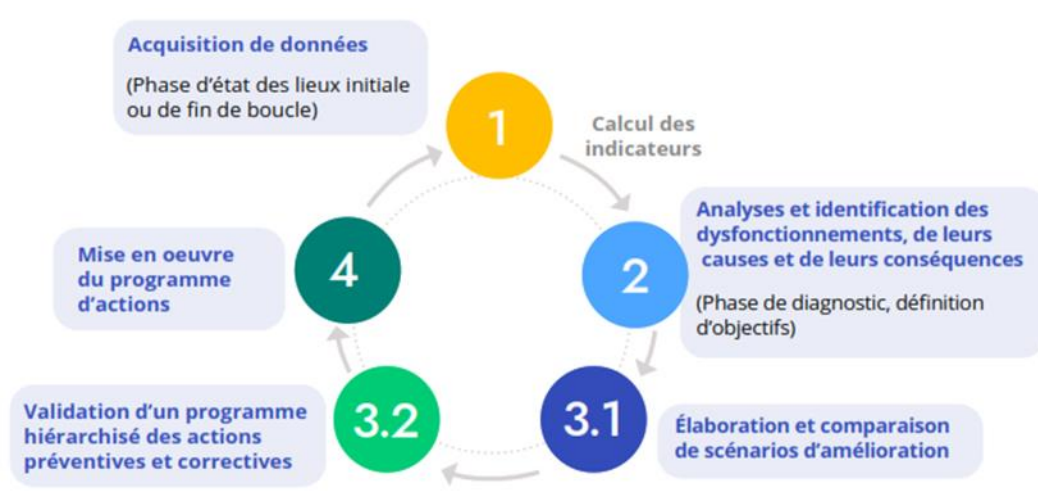 Acquisition de données
(Phase d'état des lieux initiale
ou de fin de boucle)
1
Calcul des
indicateurs
2
Analyses et identification des
dysfonctionnements, de leurs
causes et de leurs conséquences
(Phase de diagnostic, définition
d'objectifs)
3.1
Élaboration et comparaison
de scénarios d'amélioration
3.2
Validation d'un programme
hiérarchisé des actions
préventives et correctives
4
Mise en oeuvre
du programme
d'actions